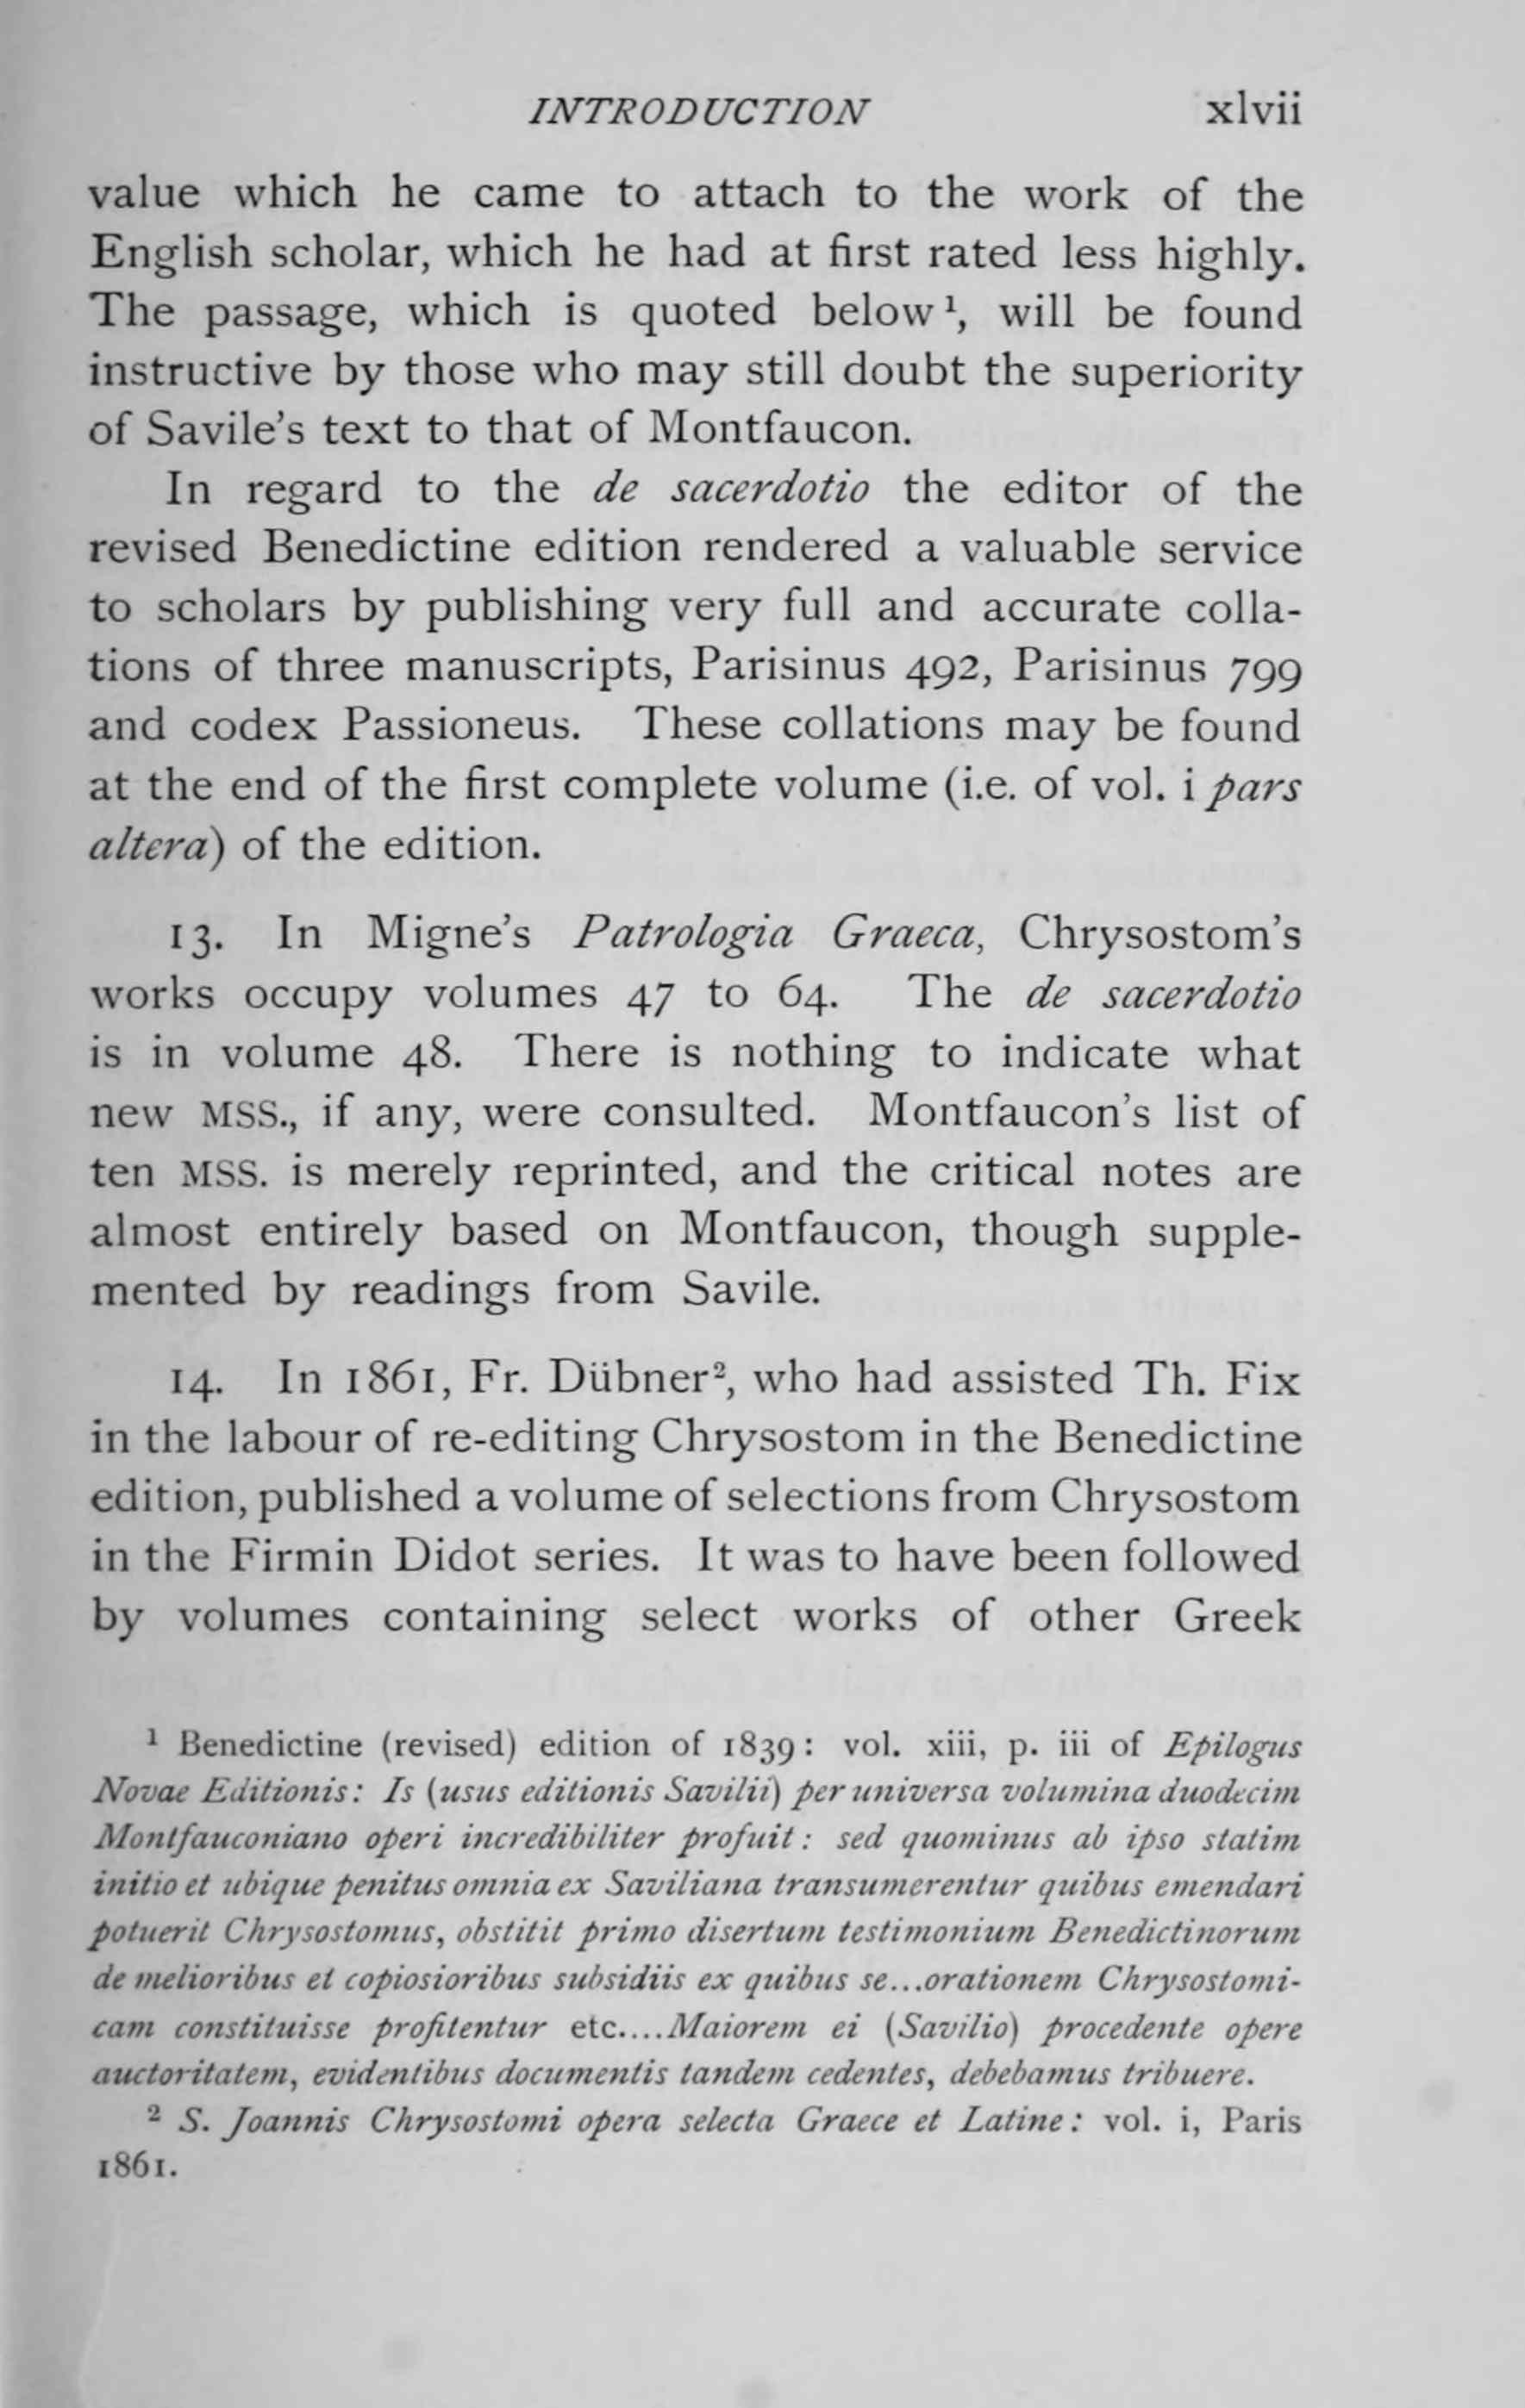 INTRODUCTION xlvii
value which he came to attach to the work of the
English scholar, which he had at first rated less highly.
The passage, which is quoted below¹, will be found
instructive by those who may still doubt the superiority
of Savile's text to that of Montfaucon.
In regard to the de sacerdotio the editor of the
revised Benedictine edition rendered a valuable service
to scholars by publishing very full and accurate colla-
tions of three manuscripts, Parisinus 492, Parisinus 799
and codex Passioneus. These collations may be found
at the end of the first complete volume (i.e. of vol. i pars
altera) of the edition.
13. In Migne's Patrologia Graeca, Chrysostom's
works occupy volumes 47 to 64. The de sacerdotio
is in volume 48. There is nothing to indicate what
new MSS., if any, were consulted. Montfaucon's list of
ten MSS. is merely reprinted, and the critical notes are
almost entirely based on Montfaucon, though supple-
mented by readings from Savile.
14. In 1861, Fr. Dübner², who had assisted Th. Fix
in the labour of re-editing Chrysostom in the Benedictine
edition, published a volume of selections from Chrysostom
in the Firmin Didot series. It was to have been followed
by volumes containing select works of other Greek
¹ Benedictine (revised) edition of 1839: vol. xiii, p. iii of Epilogus
Novae Editionis: Is (usus editionis Savilii) per universa volumina duodecim
Montfauconiano operi incredibiliter profuit: sed quominus ab ipso statim
initio et ubique penitus omnia ex Saviliana transumerentur quibus emendari
potuerit Chrysostomus, obstitit primo disertum testimonium Benedictinorum
de melioribus et copiosioribus subsidiis ex quibus se...orationem Chrysostomi-
cam constituisse profitentur etc....Maiorem ei (Savilio) procedente opere
auctoritatem, evidentibus documentis tandem cedentes, debebamus tribuere.
² S. Joannis Chrysostomi opera selecta Graece et Latine: vol. i, Paris
1861.